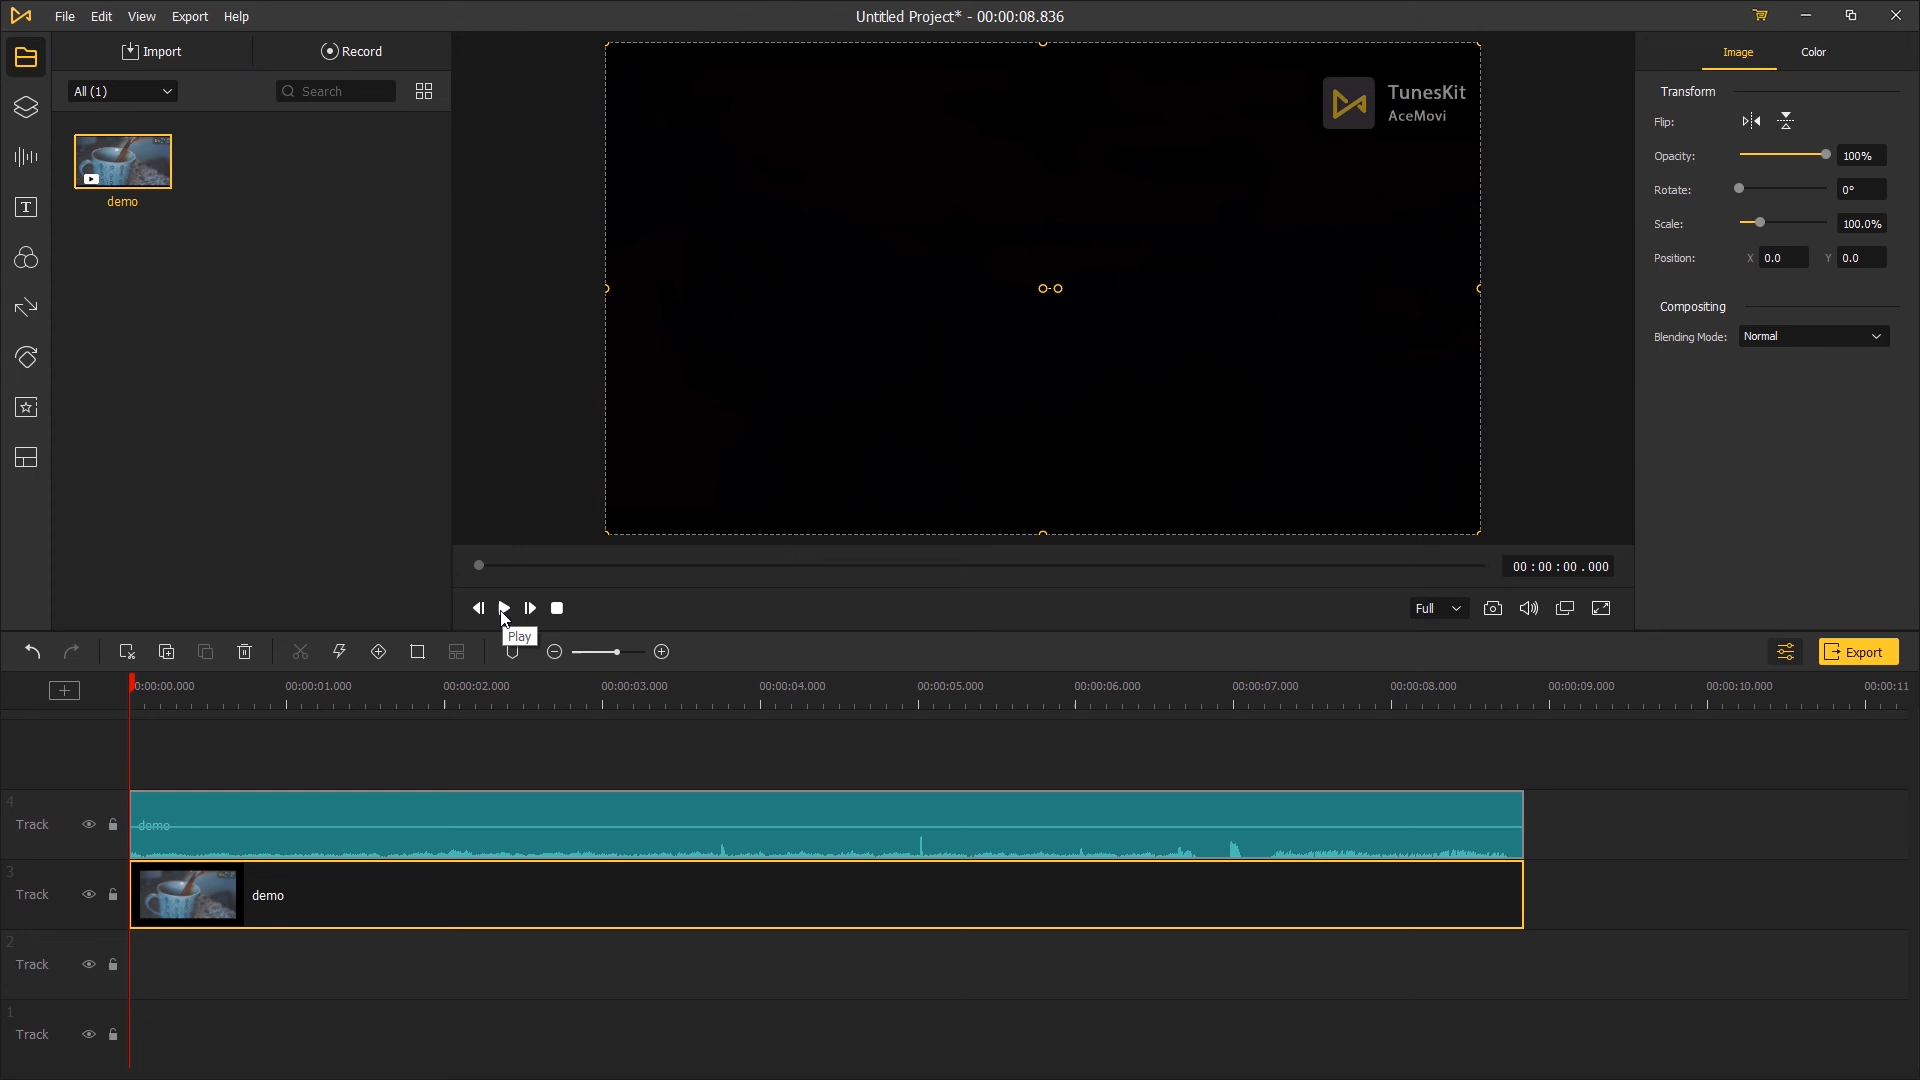 File Edit View Export Help
Untitled Project* - 00:00:08.836
Import
Record
All (1)
Search
demo
TunesKit
AceMovi
Image
Color
Transform
Flip:
Opacity:
100%
Rotate:
0°
Scale:
100.0%
Position:
X
0.0
Y
0.0
Compositing
Blending Mode:
Normal
00 : 00 : 00 .000
Full
Play
Export
0:00:00.000
00:00:01.000
00:00:02.000
00:00:03.000
00:00:04.000
00:00:05.000
00:00:06.000
00:00:07.000
00:00:08.000
00:00:09.000
00:00:10.000
00:00:11
4
Track
demo
3
Track
demo
2
Track
1
Track